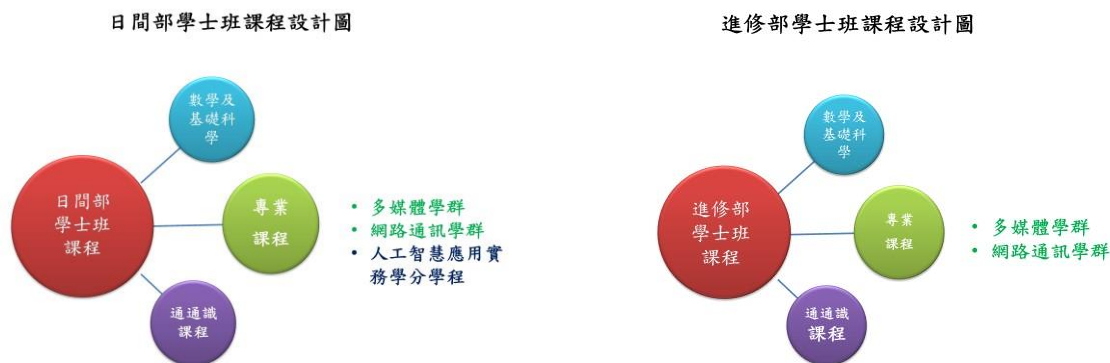 日間部學士班課程設計圖
數學及
基礎科
學
日間部
學士班
課程
專業
課程
• 多媒體學群
• 網路通訊學群
• 人工智慧應用實
務學分學程
通通識
課程
進修部學士班課程設計圖
數學及
基礎科
學
進修部
學士班
課程
專業
課程
• 多媒體學群
• 網路通訊學群
通通識
課程